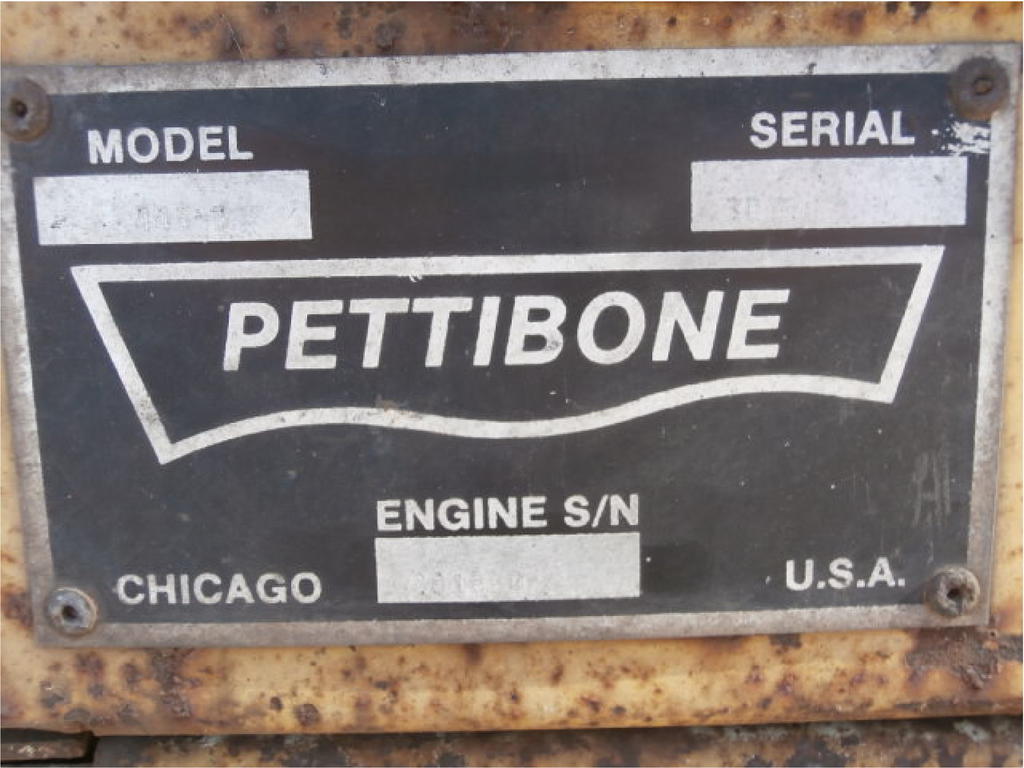 MODEL
SERIAL
PETTIBONE
ENGINE S/N
CHICAGO
U.S.A.